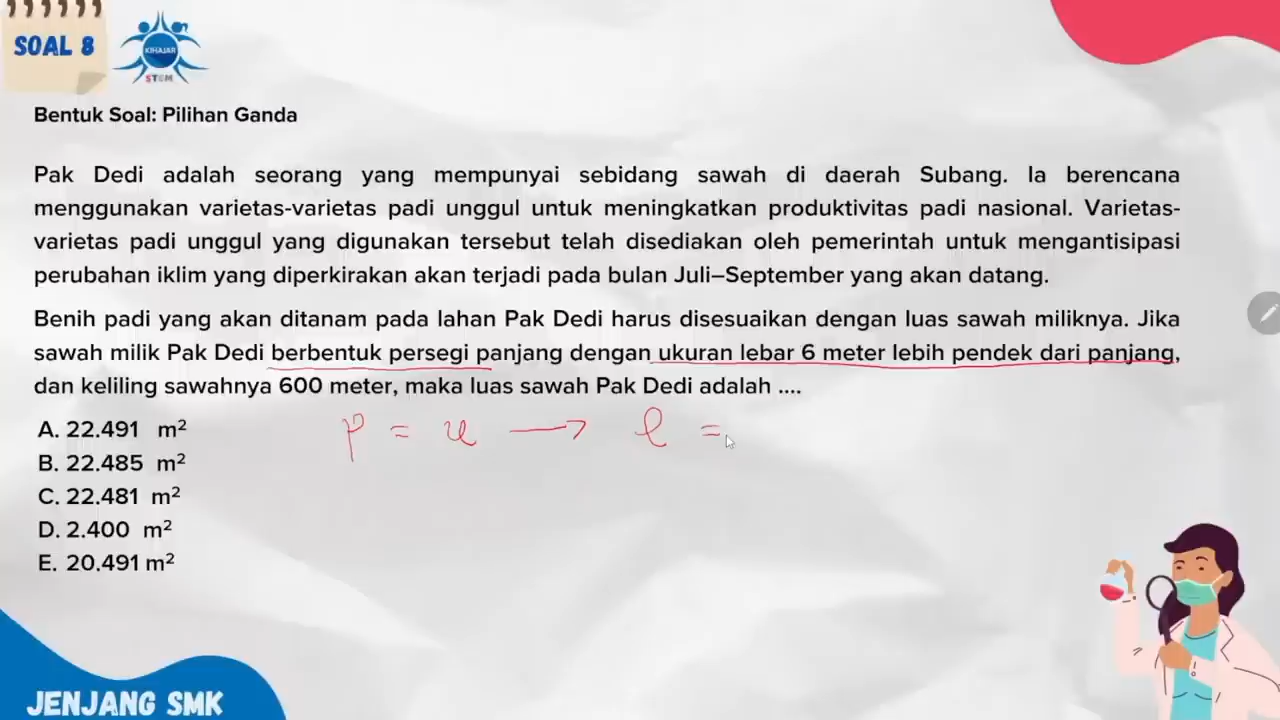 SOAL 8
KIHAJAR
STEM
Bentuk Soal: Pilihan Ganda
Pak Dedi adalah seorang yang mempunyai sebidang sawah di daerah Subang. Ia berencana
menggunakan varietas-varietas padi unggul untuk meningkatkan produktivitas padi nasional. Varietas-
varietas padi unggul yang digunakan tersebut telah disediakan oleh pemerintah untuk mengantisipasi
perubahan iklim yang diperkirakan akan terjadi pada bulan Juli–September yang akan datang.
Benih padi yang akan ditanam pada lahan Pak Dedi harus disesuaikan dengan luas sawah miliknya. Jika
sawah milik Pak Dedi berbentuk persegi panjang dengan ukuran lebar 6 meter lebih pendek dari panjang,
dan keliling sawahnya 600 meter, maka luas sawah Pak Dedi adalah ....
A. 22.491 m²
B. 22.485 m²
C. 22.481 m²
D. 2.400 m²
E. 20.491 m²
p = x → l =
JENJANG SMK